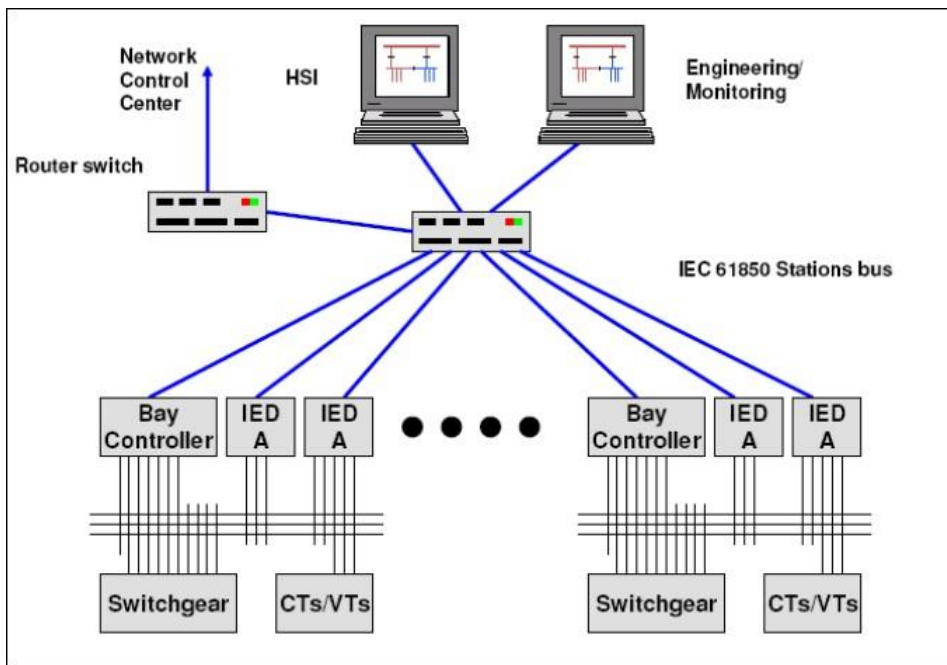 Network
Control
Center
HSI
Engineering/
Monitoring
Router switch
IEC 61850 Stations bus
Bay
Controller
IED
A
IED
A
Bay
Controller
IED
A
IED
A
Switchgear
CTs/VTs
Switchgear
CTs/VTs